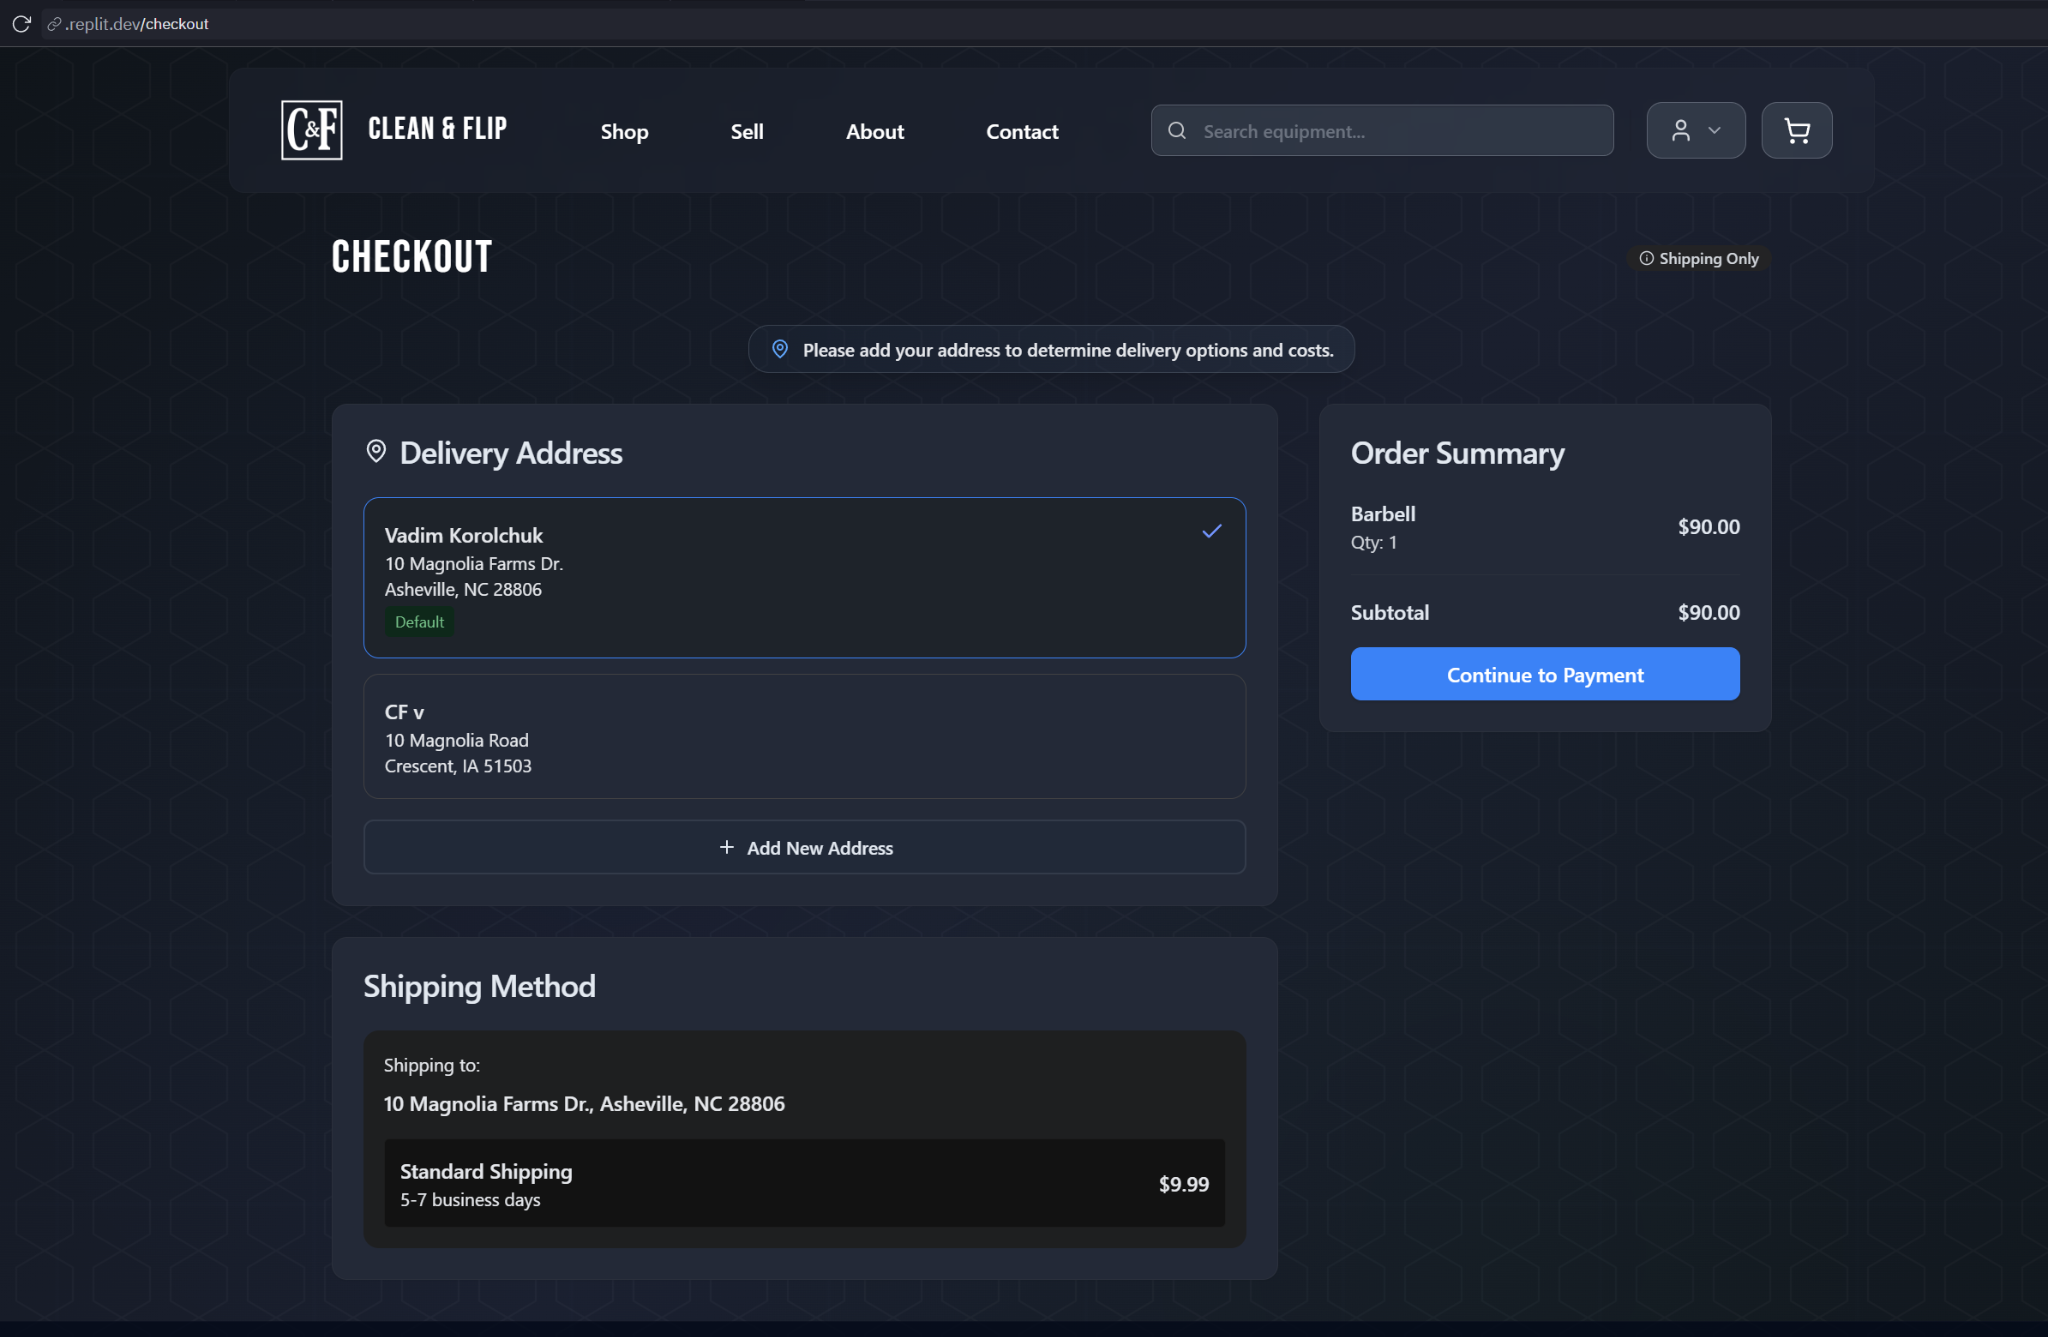 .replit.dev/checkout
C&F
CLEAN & FLIP
Shop
Sell
About
Contact
Search equipment...
CHECKOUT
Shipping Only
Please add your address to determine delivery options and costs.
Delivery Address
Vadim Korolchuk
10 Magnolia Farms Dr.
Asheville, NC 28806
Default
CF v
10 Magnolia Road
Crescent, IA 51503
Add New Address
Order Summary
Barbell
Qty: 1
$90.00
Subtotal
$90.00
Continue to Payment
Shipping Method
Shipping to:
10 Magnolia Farms Dr., Asheville, NC 28806
Standard Shipping
5-7 business days
$9.99